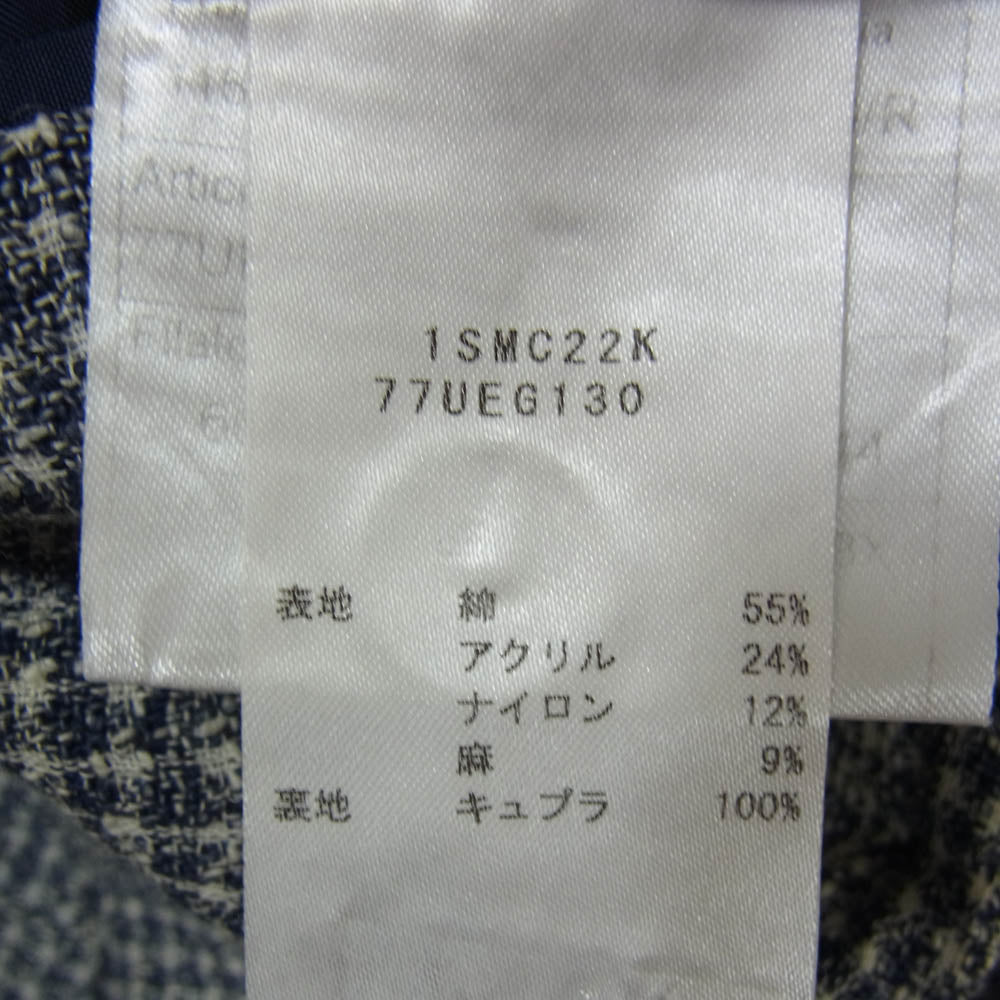 1SMC22K
77UEG130
表地 綿 55%
アクリル 24%
ナイロン 12%
麻 9%
裏地 キュプラ 100%